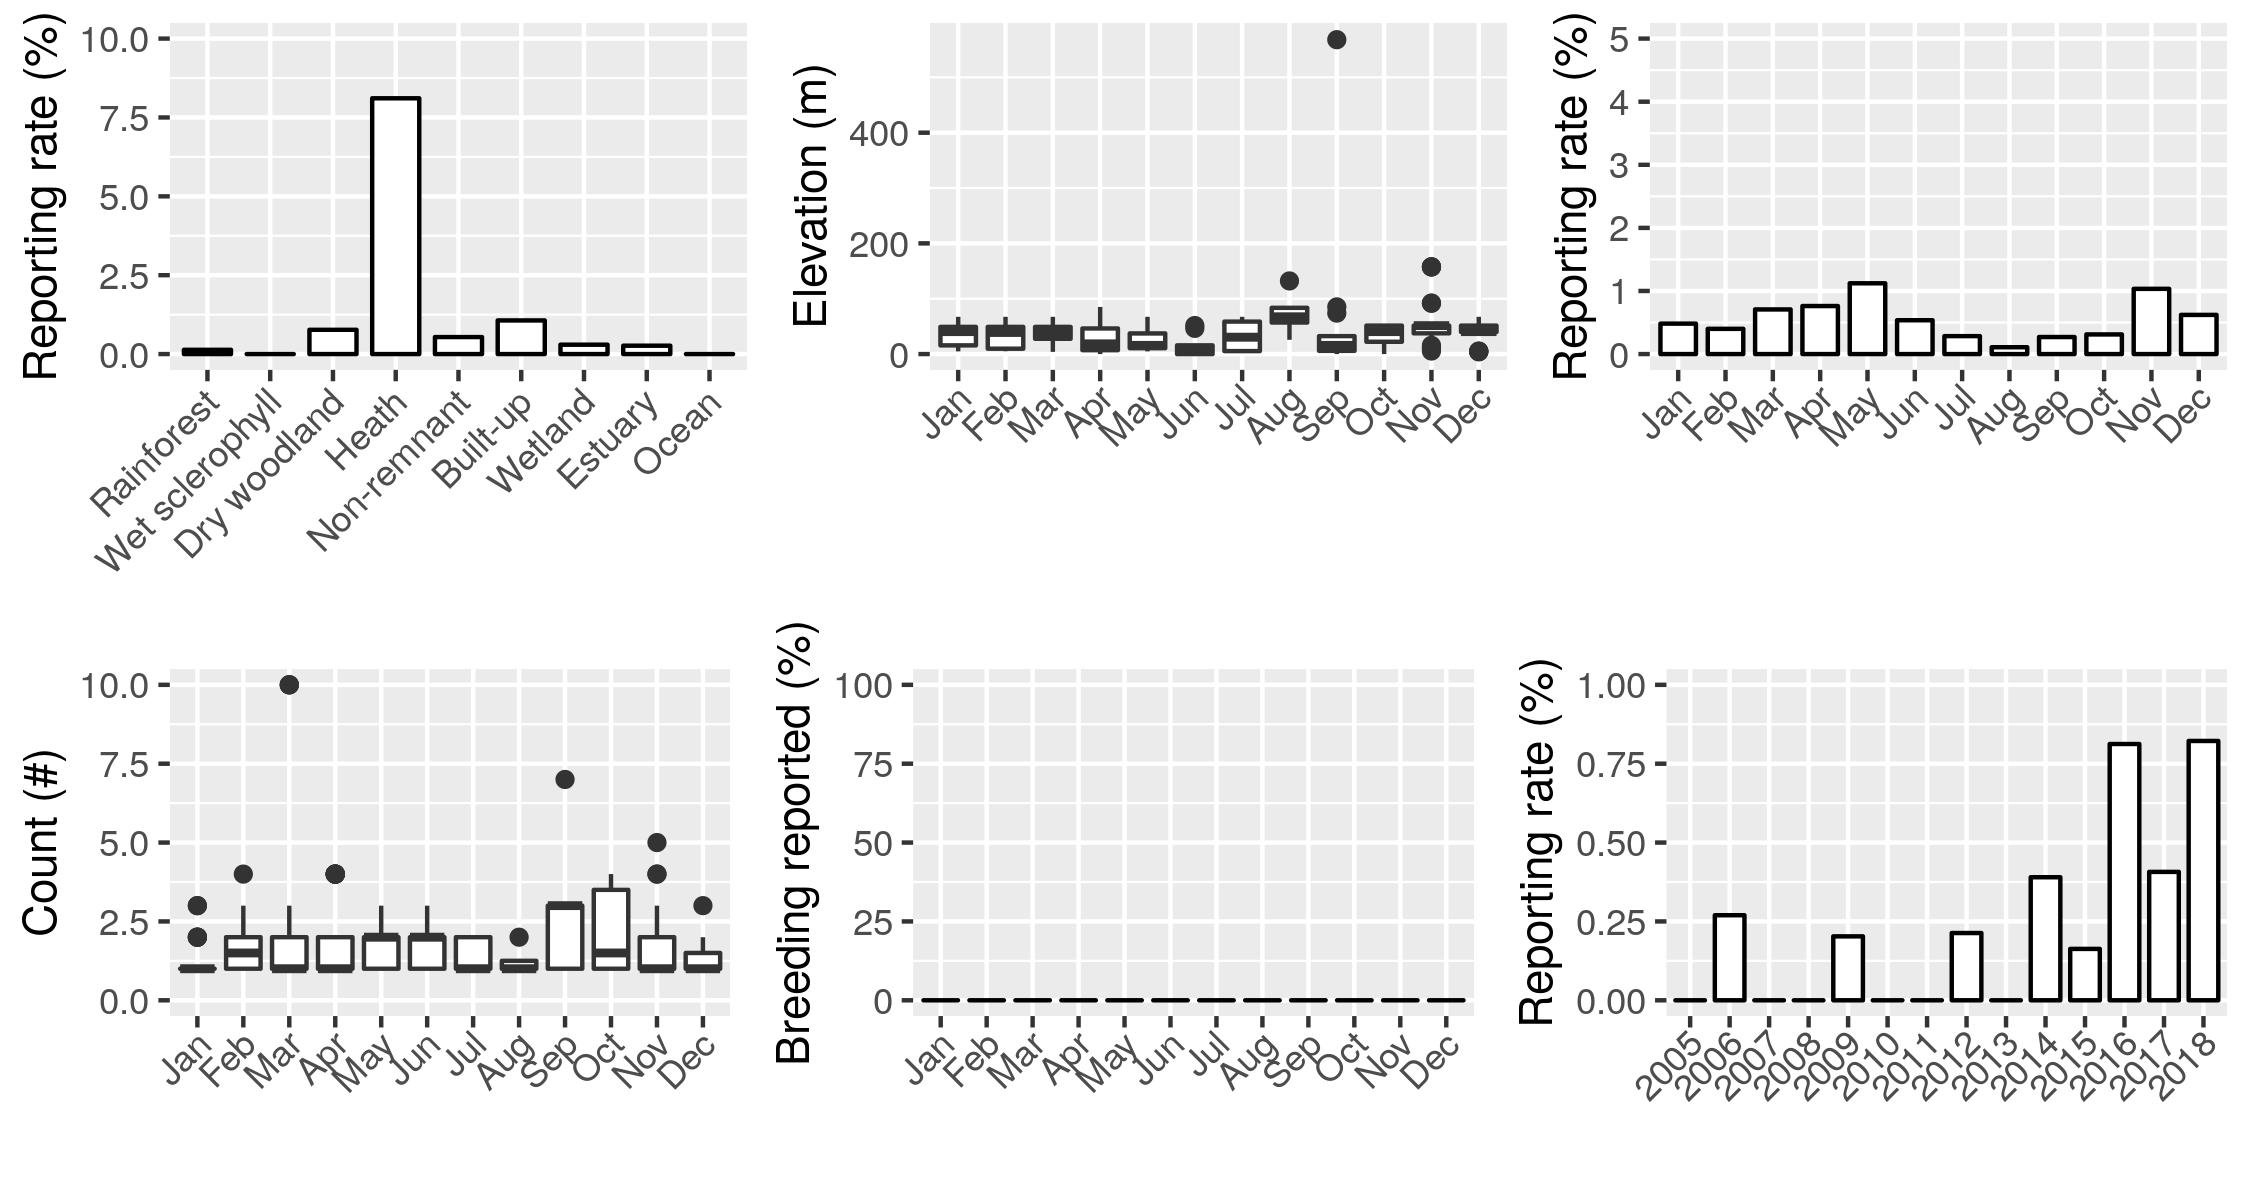 Reporting rate (%)
10.0
7.5
5.0
2.5
0.0
Rainforest
Wet sclerophyll
Dry woodland
Heath
Non-remnant
Built-up
Wetland
Estuary
Ocean
Elevation (m)
400
200
0
Jan
Feb
Mar
Apr
May
Jun
Jul
Aug
Sep
Oct
Nov
Dec
Reporting rate (%)
5
4
3
2
1
0
Jan
Feb
Mar
Apr
May
Jun
Jul
Aug
Sep
Oct
Nov
Dec
Count (#)
10.0
7.5
5.0
2.5
0.0
Jan
Feb
Mar
Apr
May
Jun
Jul
Aug
Sep
Oct
Nov
Dec
Breeding reported (%)
100
75
50
25
0
Jan
Feb
Mar
Apr
May
Jun
Jul
Aug
Sep
Oct
Nov
Dec
Reporting rate (%)
1.00
0.75
0.50
0.25
0.00
2005
2006
2007
2008
2009
2010
2011
2012
2013
2014
2015
2016
2017
2018